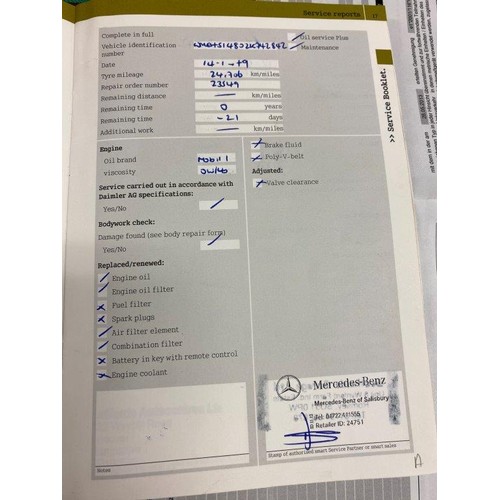 Service reports 27
Complete in full
Oil service Plus
Vehicle identification
number
Maintenance
Date 14-1-19
Tyre mileage 24,706 km/miles
Repair order number 23549
Remaining distance — km/miles
Remaining time 0 years
Remaining time -21 days
Additional work — km/miles
>> Service Booklet.
Engine
Oil brand Mobil 1
viscosity
Service carried out in accordance with
Daimler AG specifications:
Yes/No
Bodywork check:
Damage found (see body repair form)
Yes/No
Replaced/renewed:
Engine oil
Engine oil filter
Fuel filter
Spark plugs
Air filter element
Combination filter
Battery in key with remote control
Engine coolant
Notes
Brake fluid
Poly-V-belt
Adjusted:
Valve clearance
Mercedes-Benz
Mercedes-Benz of Salisbury
Retailer ID: 24751
Stamp of authorised smart Service Partner or smart sales
A